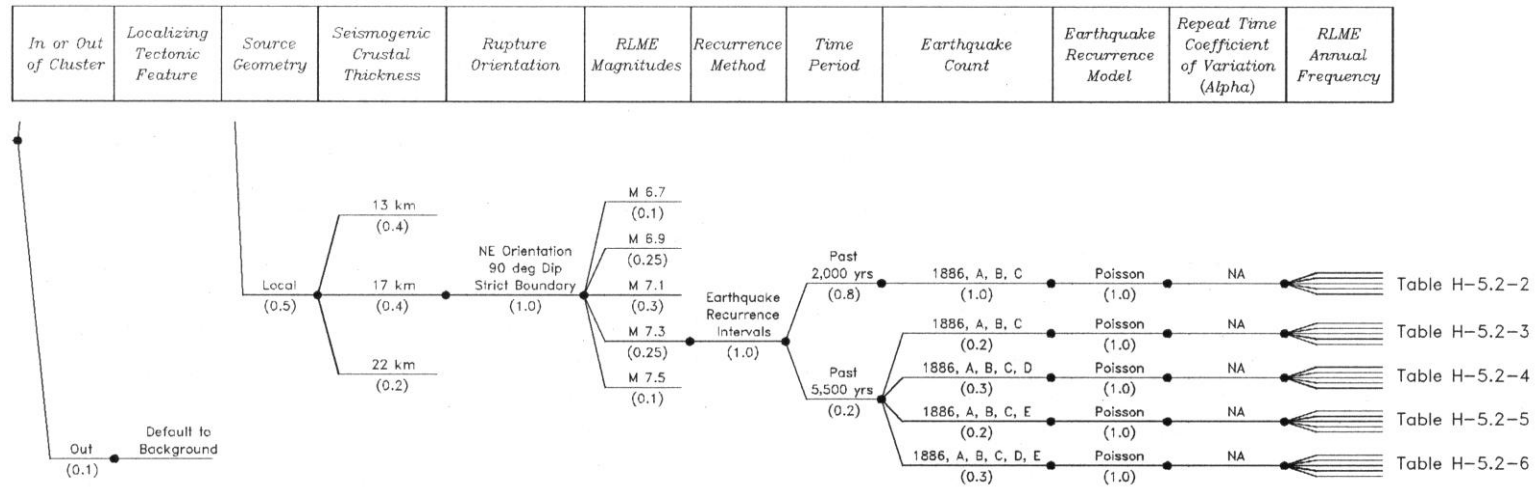 In or Out
of Cluster
Localizing
Tectonic
Feature
Source
Geometry
Seismogenic
Crustal
Thickness
Rupture
Orientation
RLME
Magnitudes
Recurrence
Method
Time
Period
Earthquake
Count
Earthquake
Recurrence
Model
Repeat Time
Coefficient
of Variation
(Alpha)
RLME
Annual
Frequency
Out
(0.1)
Default to
Background
Local
(0.5)
13 km
(0.4)
17 km
(0.4)
22 km
(0.2)
NE Orientation
90 deg Dip
Strict Boundary
(1.0)
M 6.7
(0.1)
M 6.9
(0.25)
M 7.1
(0.3)
M 7.3
(0.25)
M 7.5
(0.1)
Earthquake
Recurrence
Intervals
(1.0)
Past
2,000 yrs
(0.8)
Past
5,500 yrs
(0.2)
1886, A, B, C
(1.0)
Poisson
(1.0)
NA
Table H-5.2-2
1886, A, B, C
(0.2)
Poisson
(1.0)
NA
Table H-5.2-3
1886, A, B, C, D
(0.3)
Poisson
(1.0)
NA
Table H-5.2-4
1886, A, B, C, E
(0.2)
Poisson
(1.0)
NA
Table H-5.2-5
1886, A, B, C, D, E
(0.3)
Poisson
(1.0)
NA
Table H-5.2-6